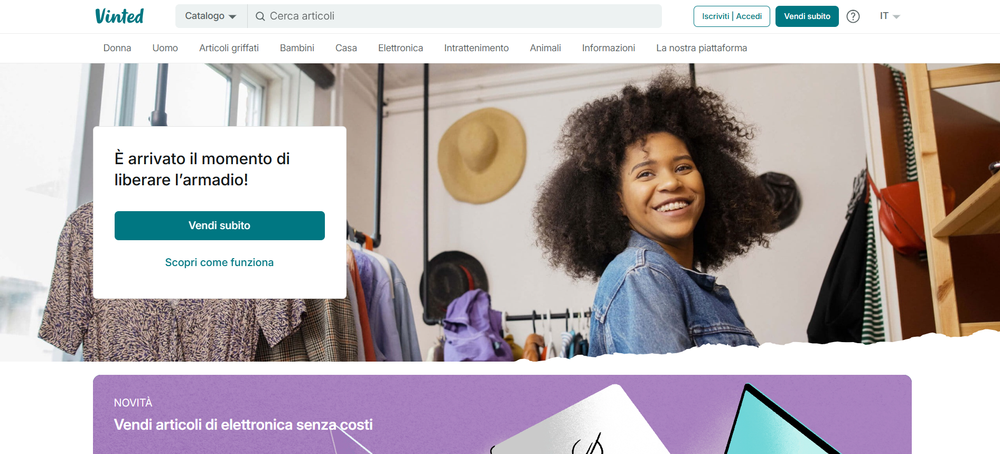 Vinted
Catalogo
Cerca articoli
Iscriviti | Accedi
Vendi subito
?
IT
Donna
Uomo
Articoli griffati
Bambini
Casa
Elettronica
Intrattenimento
Animali
Informazioni
La nostra piattaforma
È arrivato il momento di
liberare l’armadio!
Vendi subito
Scopri come funziona
NOVITÀ
Vendi articoli di elettronica senza costi